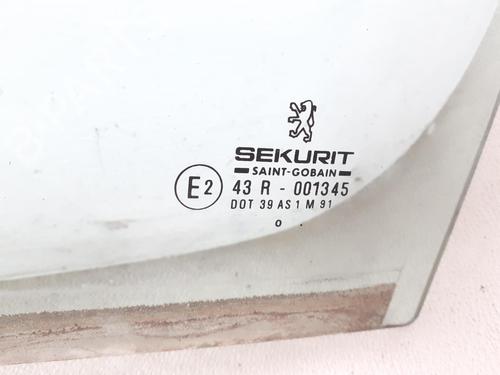 SEKURIT
SAINT-GOBAIN
E2 43 R - 001345
DOT 39 AS 1 M 91
o